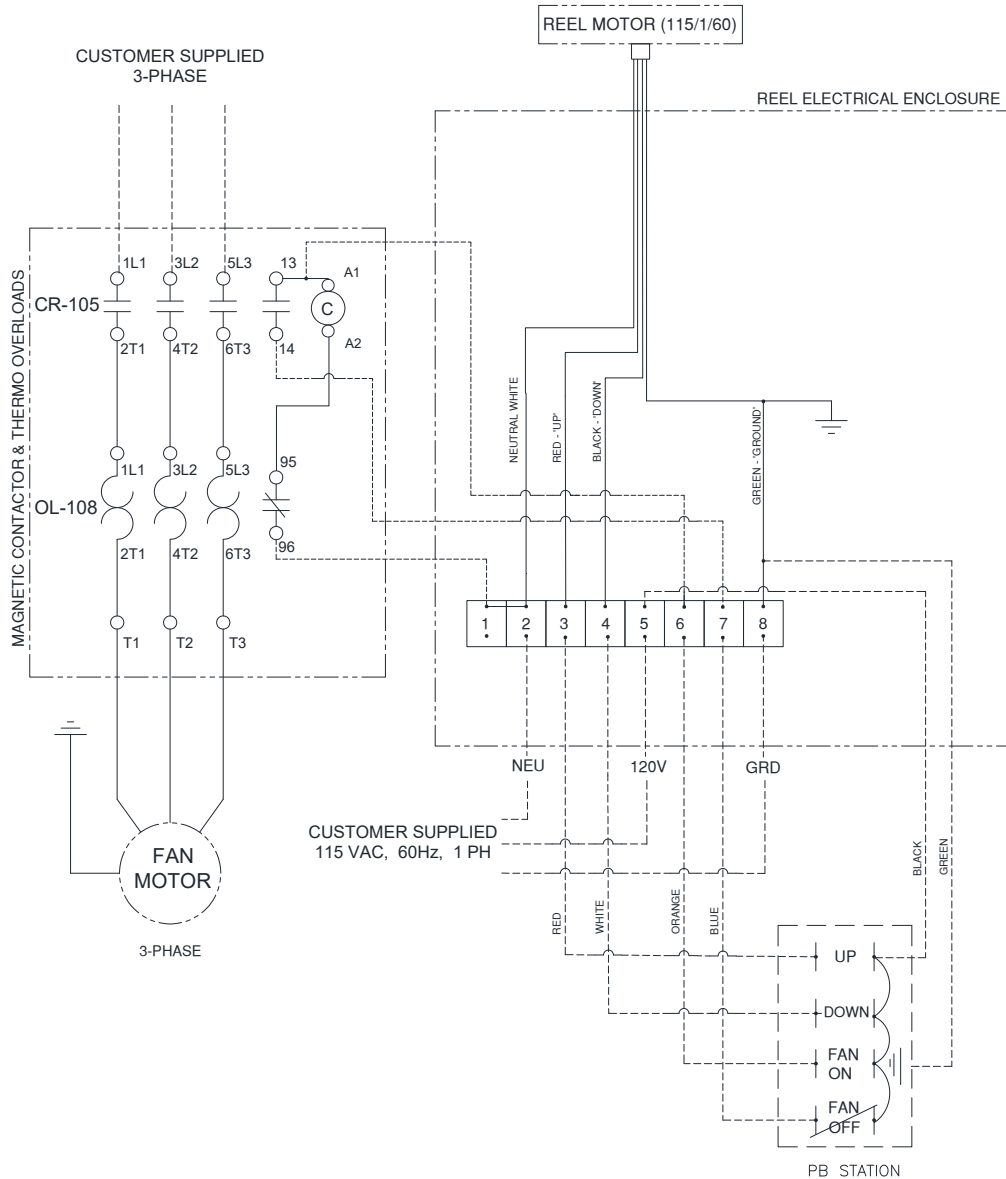 REEL MOTOR (115/1/60)
CUSTOMER SUPPLIED
3-PHASE
REEL ELECTRICAL ENCLOSURE
MAGNETIC CONTACTOR & THERMO OVERLOADS
1L1
3L2
5L3
13
A1
CR-105
C
2T1
4T2
6T3
14
A2
NEUTRAL WHITE
RED - 'UP'
BLACK - 'DOWN'
GREEN - 'GROUND'
1L1
3L2
5L3
95
OL-108
2T1
4T2
6T3
96
1
2
3
4
5
6
7
8
T1
T2
T3
NEU
120V
GRD
CUSTOMER SUPPLIED
115 VAC, 60Hz, 1 PH
FAN
MOTOR
3-PHASE
RED
WHITE
ORANGE
BLUE
BLACK
GREEN
UP
DOWN
FAN
ON
FAN
OFF
PB STATION